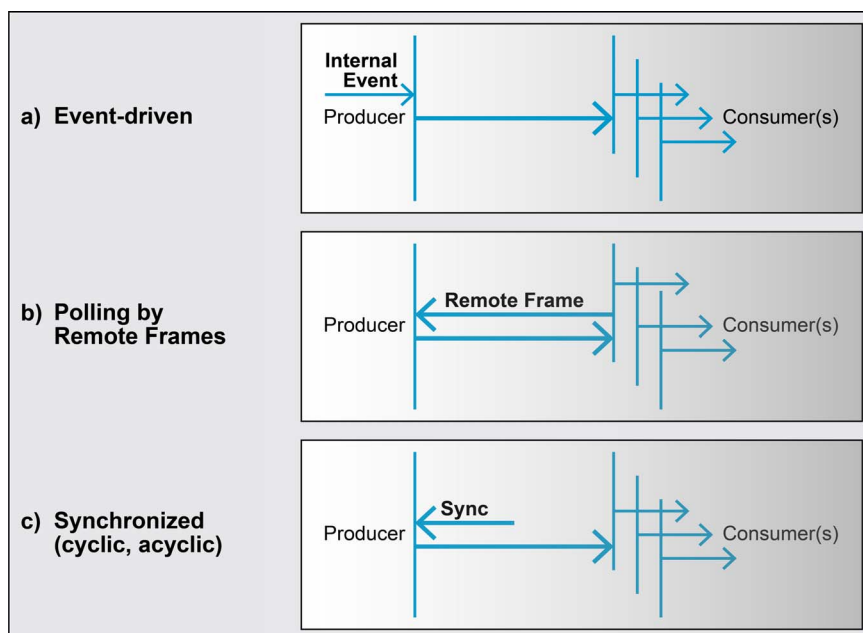 a) Event-driven
Internal
Event
Producer
Consumer(s)
b) Polling by
Remote Frames
Remote Frame
Producer
Consumer(s)
c) Synchronized
(cyclic, acyclic)
Sync
Producer
Consumer(s)